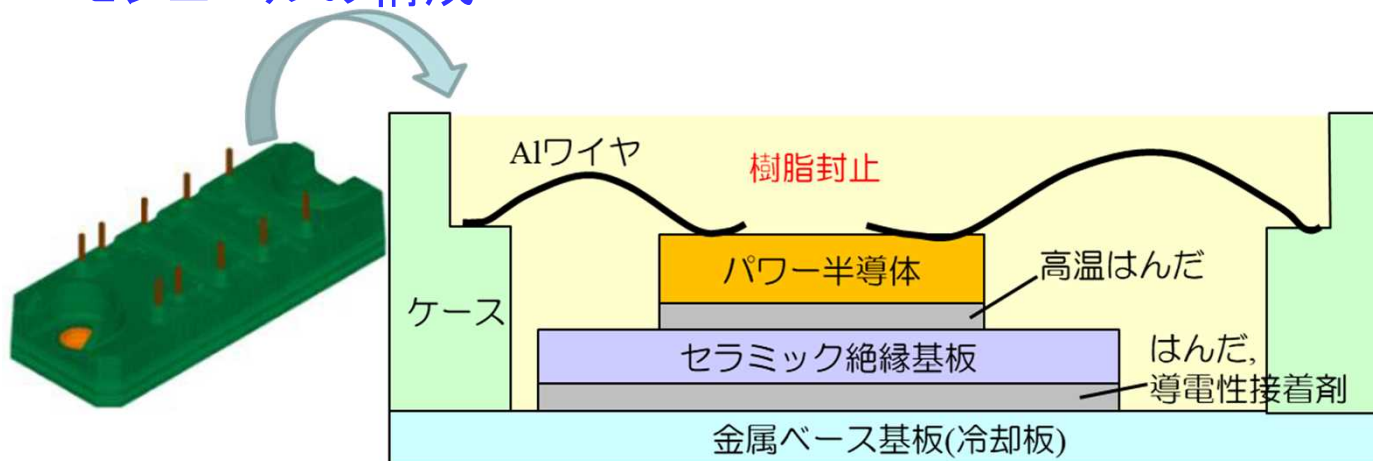 Alワイヤ
樹脂封止
パワー半導体
高温はんだ
ケース
セラミック絶縁基板
はんだ,
導電性接着剤
金属ベース基板(冷却板)